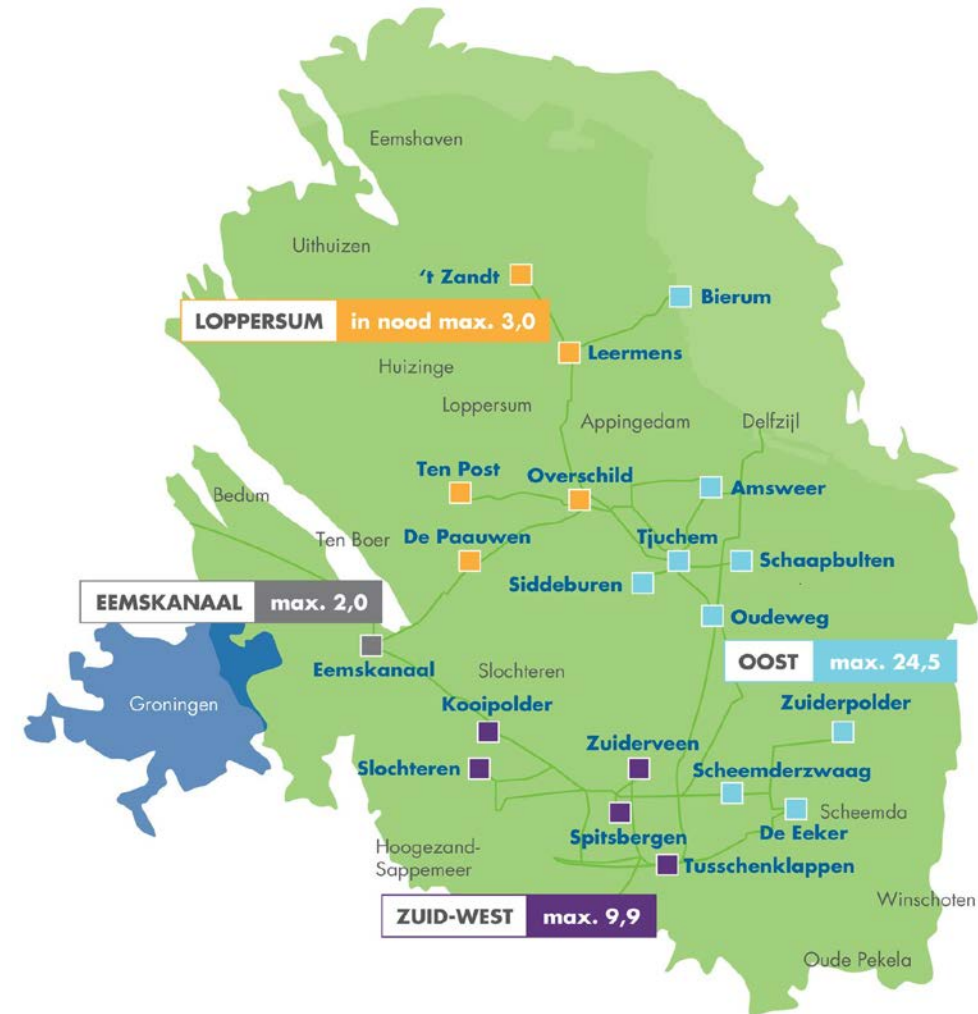 Eemshaven
Uithuizen
't Zandt
Bierum
LOPPERSUM in nood max. 3,0
Leermens
Huizinge
Loppersum
Appingedam
Delfzijl
Ten Post
Overschild
Amsweer
Bedum
Ten Boer
De Paauwen
Tjuchem
Schaapbulten
Siddeburen
EEMSKANAAL max. 2,0
Oudeweg
Eemskanaal
Slochteren
OOST max. 24,5
Groningen
Kooipolder
Zuiderpolder
Zuiderveen
Slochteren
Scheemderzwaag
Spitsbergen
De Eeker
Scheemda
Hoogezand-
Sappemeer
Tusschenklappen
ZUID-WEST max. 9,9
Winschoten
Oude Pekela